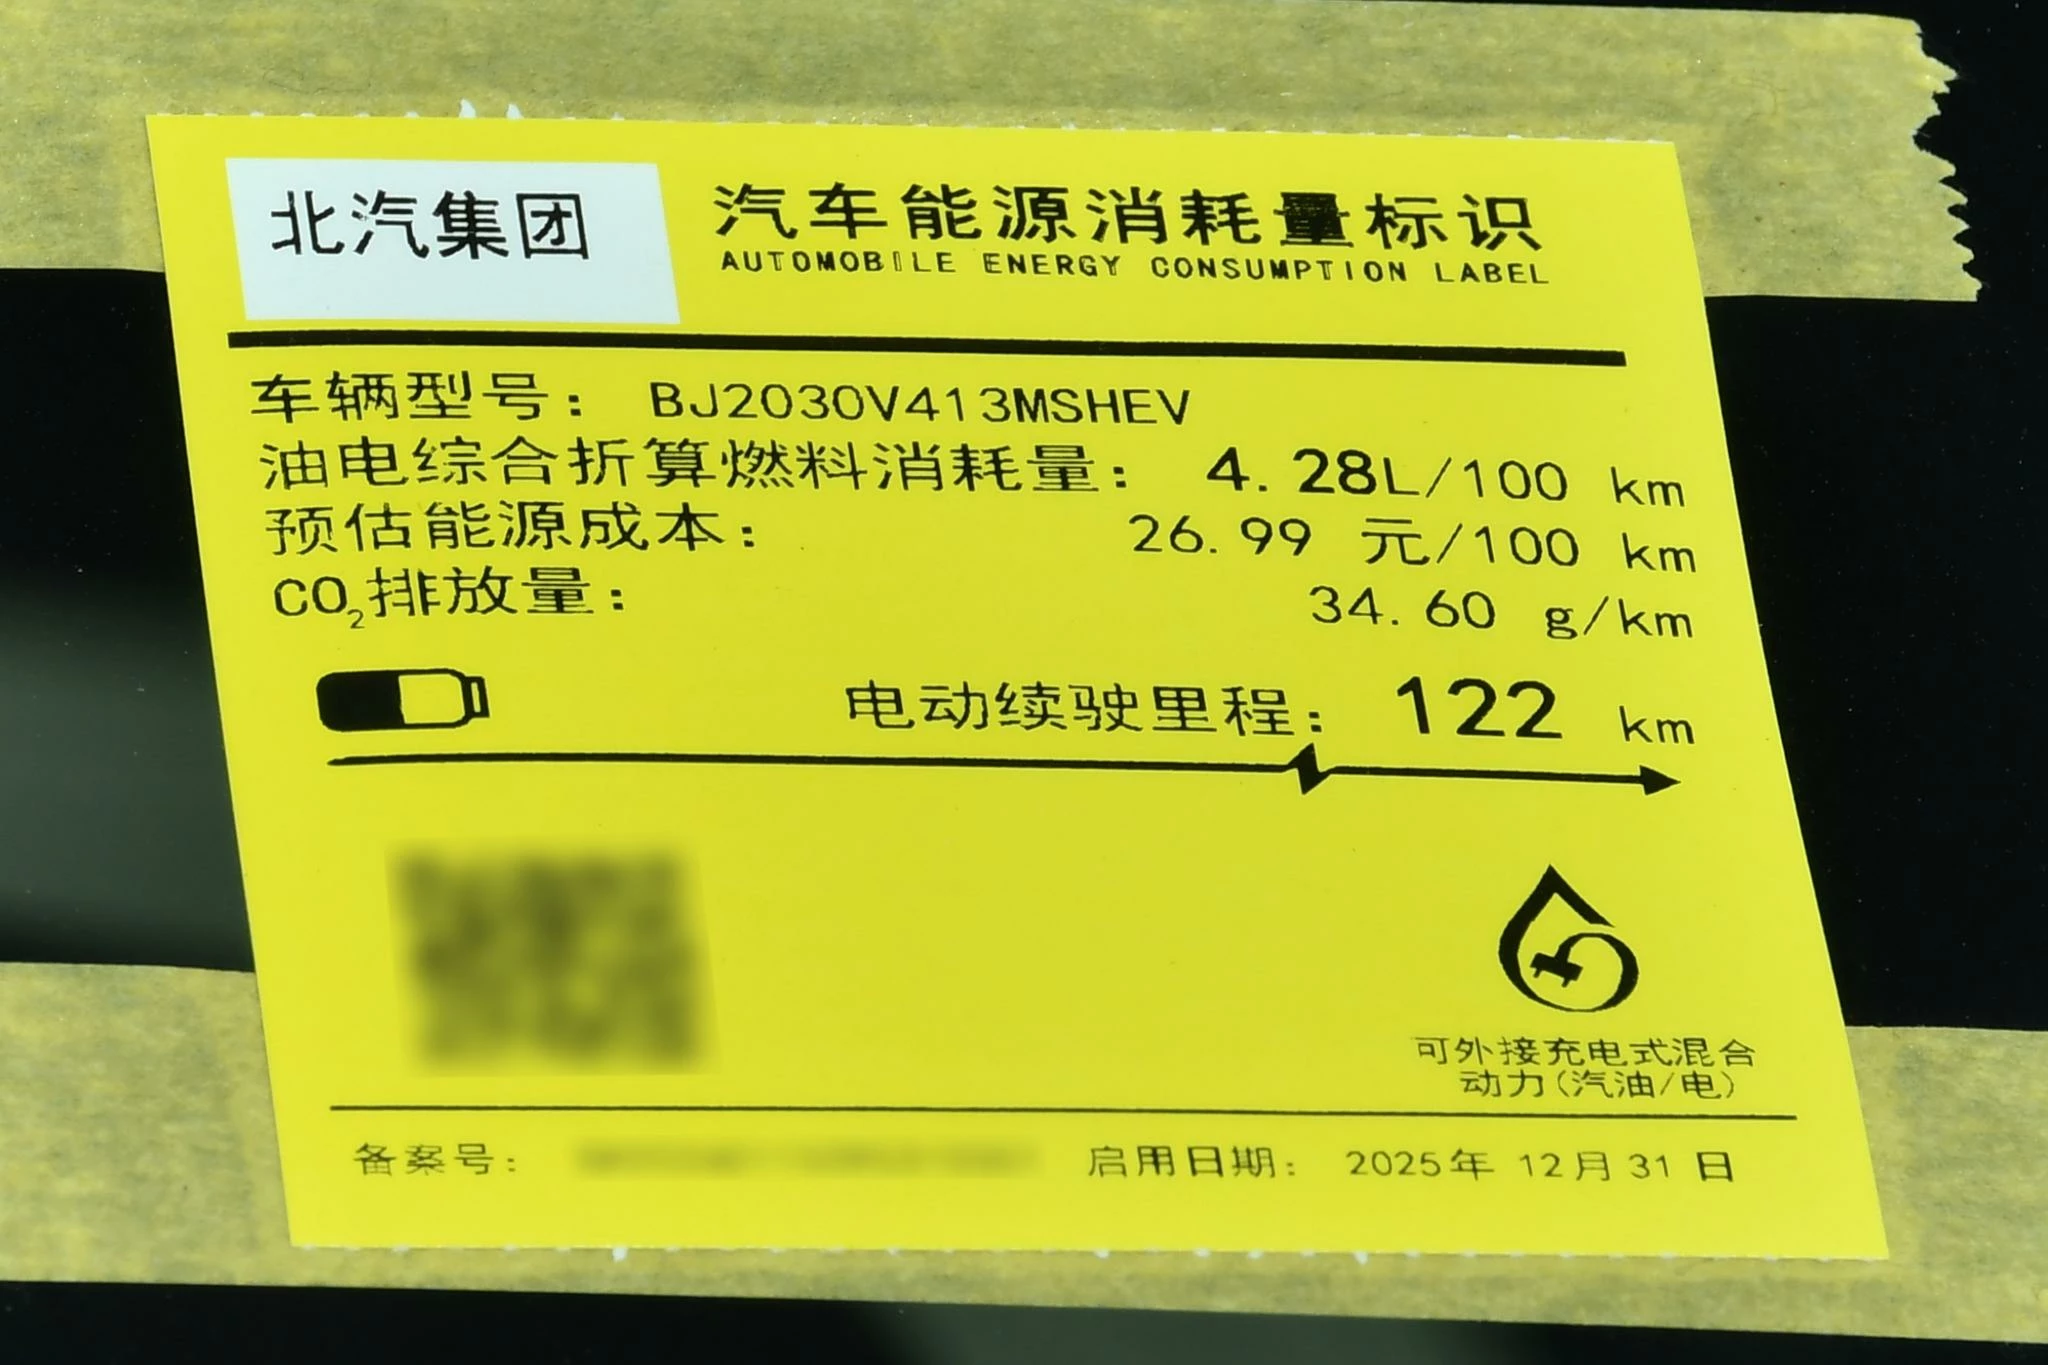 北汽集团
汽车能源消耗量标识
AUTOMOBILE ENERGY CONSUMPTION LABEL
车辆型号： BJ2030V413MSHEV
油电综合折算燃料消耗量： 4.28L/100 km
预估能源成本： 26.99 元/100 km
CO₂排放量： 34.60 g/km
电动续驶里程： 122 km
可外接充电式混合
动力(汽油/电)
备案号： 启用日期： 2025年 12月 31 日